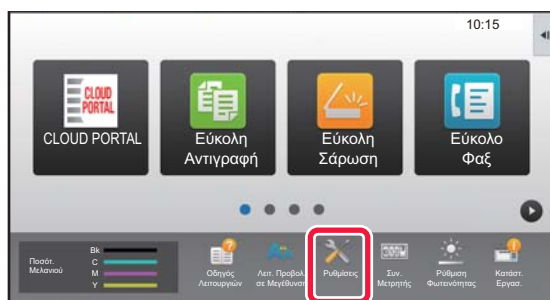 10:15
CLOUD
PORTAL
CLOUD PORTAL
Εύκολη
Αντιγραφή
Εύκολη
Σάρωση
Εύκολο
Φαξ
Ποσότ.
Μελανιού
Bk
C
M
Y
Οδηγός
Λειτουργιών
Λειτ. Προβολ.
σε Μεγέθυνση
Ρυθμίσεις
Συν.
Μετρητής
Ρύθμιση
Φωτεινότητας
Κατάστ.
Εργασ.